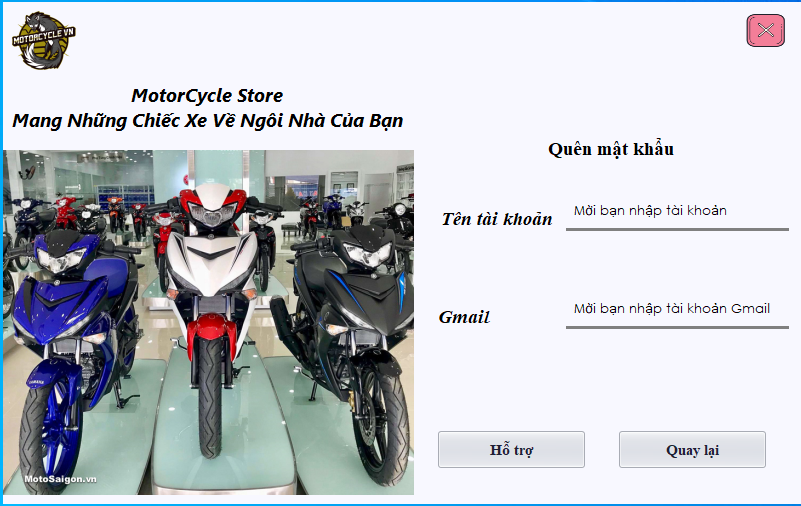 MOTORCYCLE VN
MotorCycle Store
Mang Những Chiếc Xe Về Ngôi Nhà Của Bạn
Quên mật khẩu
Tên tài khoản
Mời bạn nhập tài khoản
Gmail
Mời bạn nhập tài khoản Gmail
YAMAHA
MotoSaigon.vn
Hỗ trợ
Quay lại